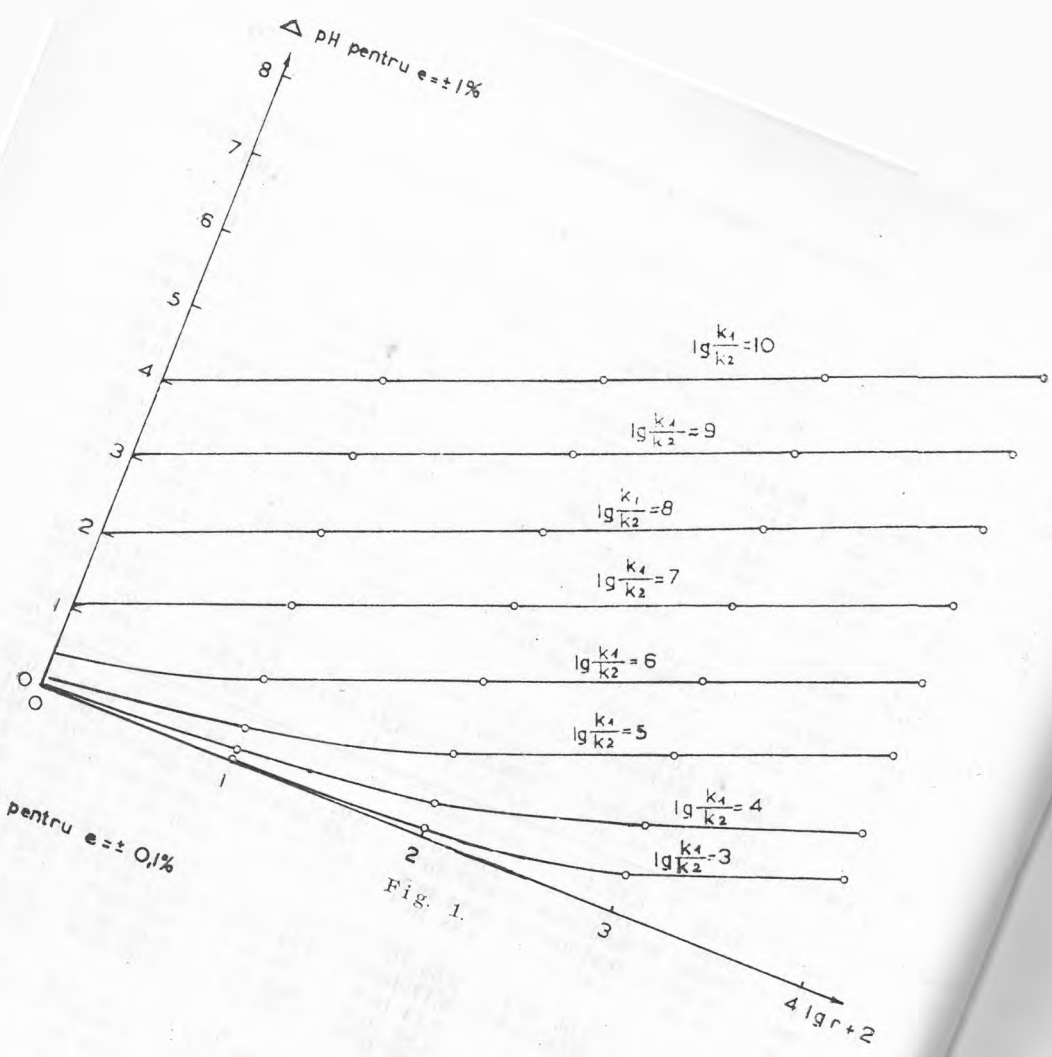 Δ pH pentru e=±1%
8
7
6
5
4
3
2
1
0
0
lg k1/k2 =10
lg k1/k2 =9
lg k1/k2 =8
lg k1/k2 =7
lg k1/k2 =6
lg k1/k2 =5
lg k1/k2 =4
lg k1/k2 =3
1
2
3
4 lgr+2
pentru e=± 0,1%
Fig. 1.